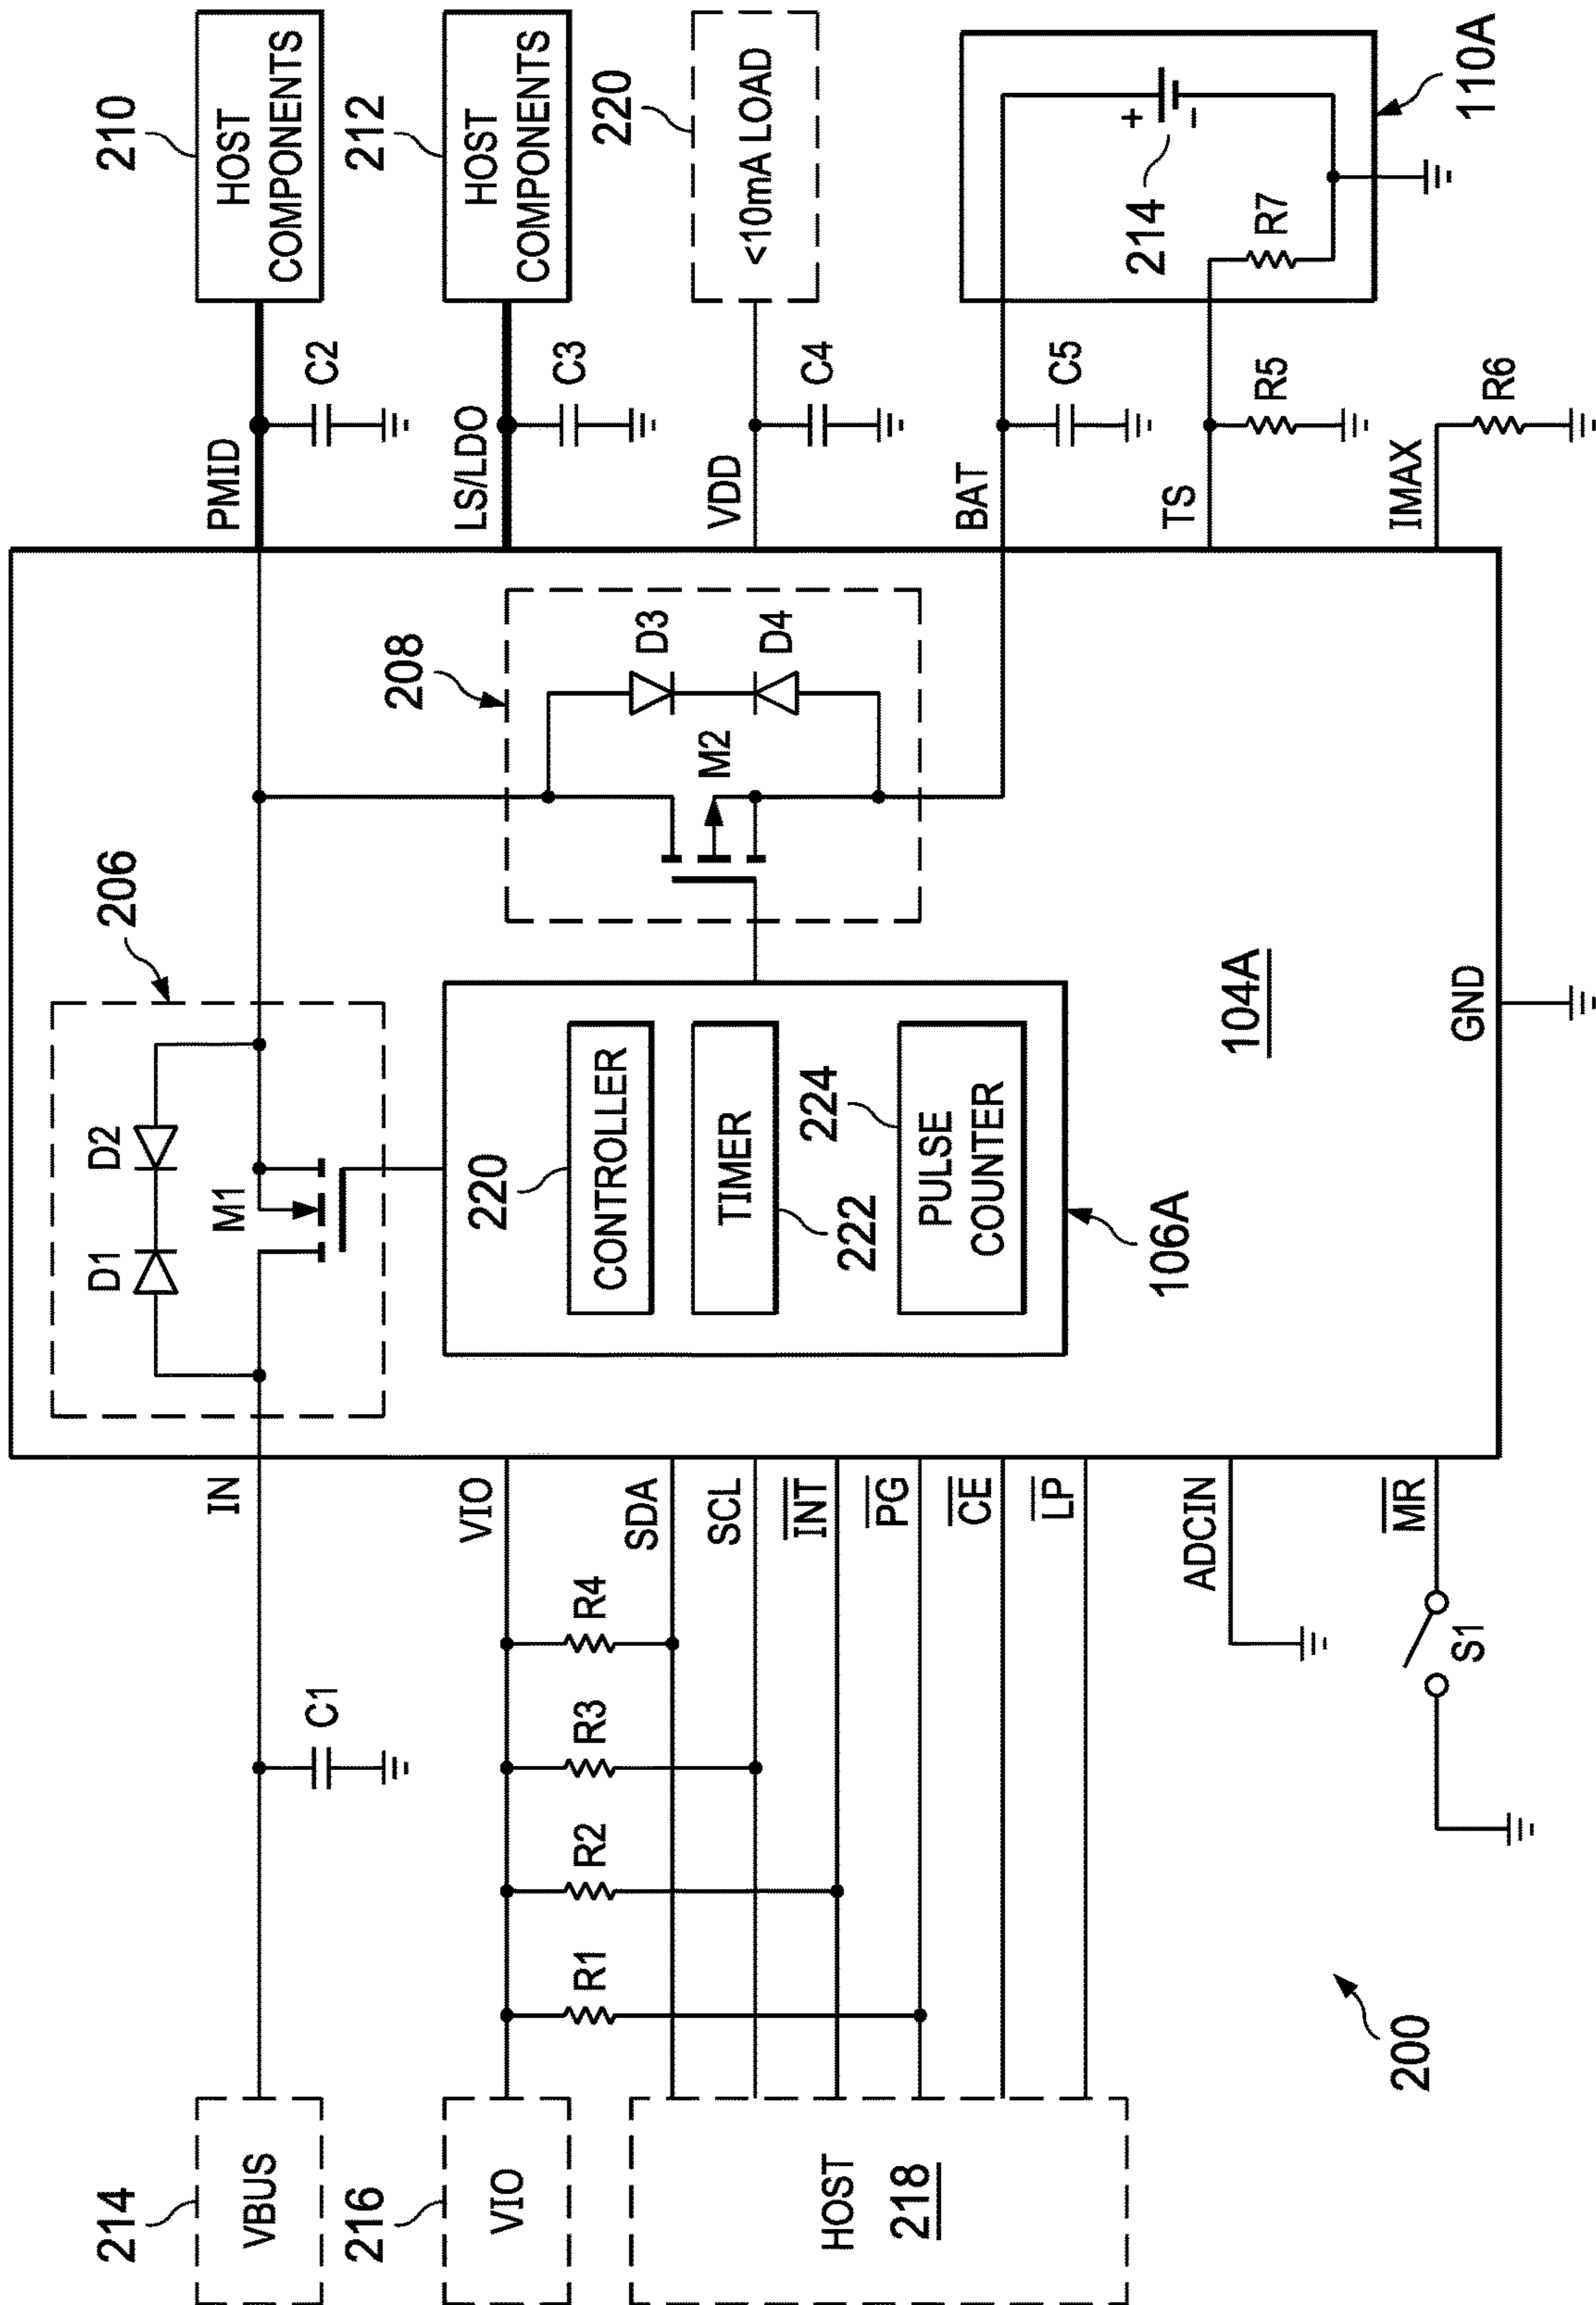 214
VBUS
216
VIO
HOST
218
200
C1
R1
R2
R3
R4
S1
IN
VIO
SDA
SCL
INT
PG
CE
LP
ADCIN
MR
206
D1
D2
M1
220
CONTROLLER
TIMER
222
224
PULSE
COUNTER
106A
208
D3
D4
M2
104A
GND
PMID
LS/LDO
VDD
BAT
TS
IMAX
C2
C3
C4
C5
R5
R6
210
HOST
COMPONENTS
212
HOST
COMPONENTS
220
<10mA LOAD
+
-
214
R7
110A